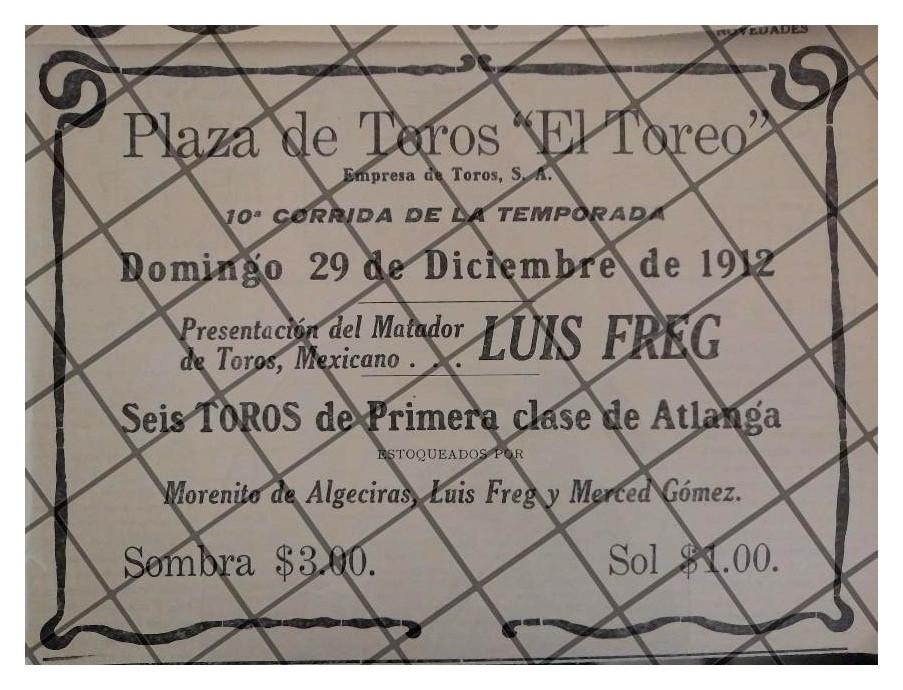 NOVEDADES
Plaza de Toros "El Toreo"
Empresa de Toros, S. A.
10ª CORRIDA DE LA TEMPORADA
Domingo 29 de Diciembre de 1912
Presentación del Matador
de Toros, Mexicano . . . LUIS FREG
Seis TOROS de Primera clase de Atlanga
ESTOQUEADOS POR
Morenito de Algeciras, Luis Freg y Merced Gómez.
Sombra $3.00. Sol $1.00.